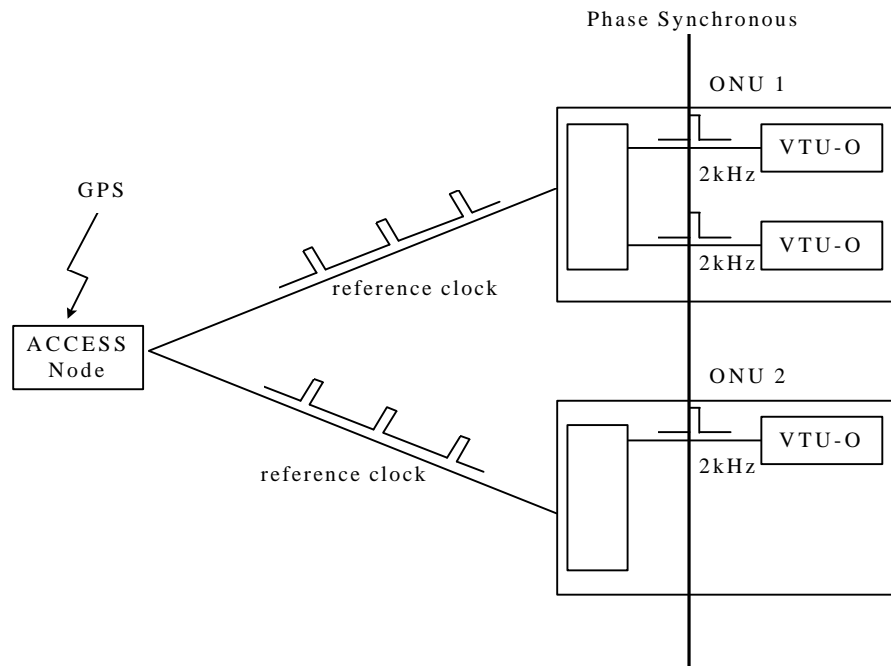 Phase Synchronous
ONU 1
VTU-O
GPS
2kHz
VTU-O
2kHz
reference clock
ACCESS
Node
ONU 2
VTU-O
2kHz
reference clock